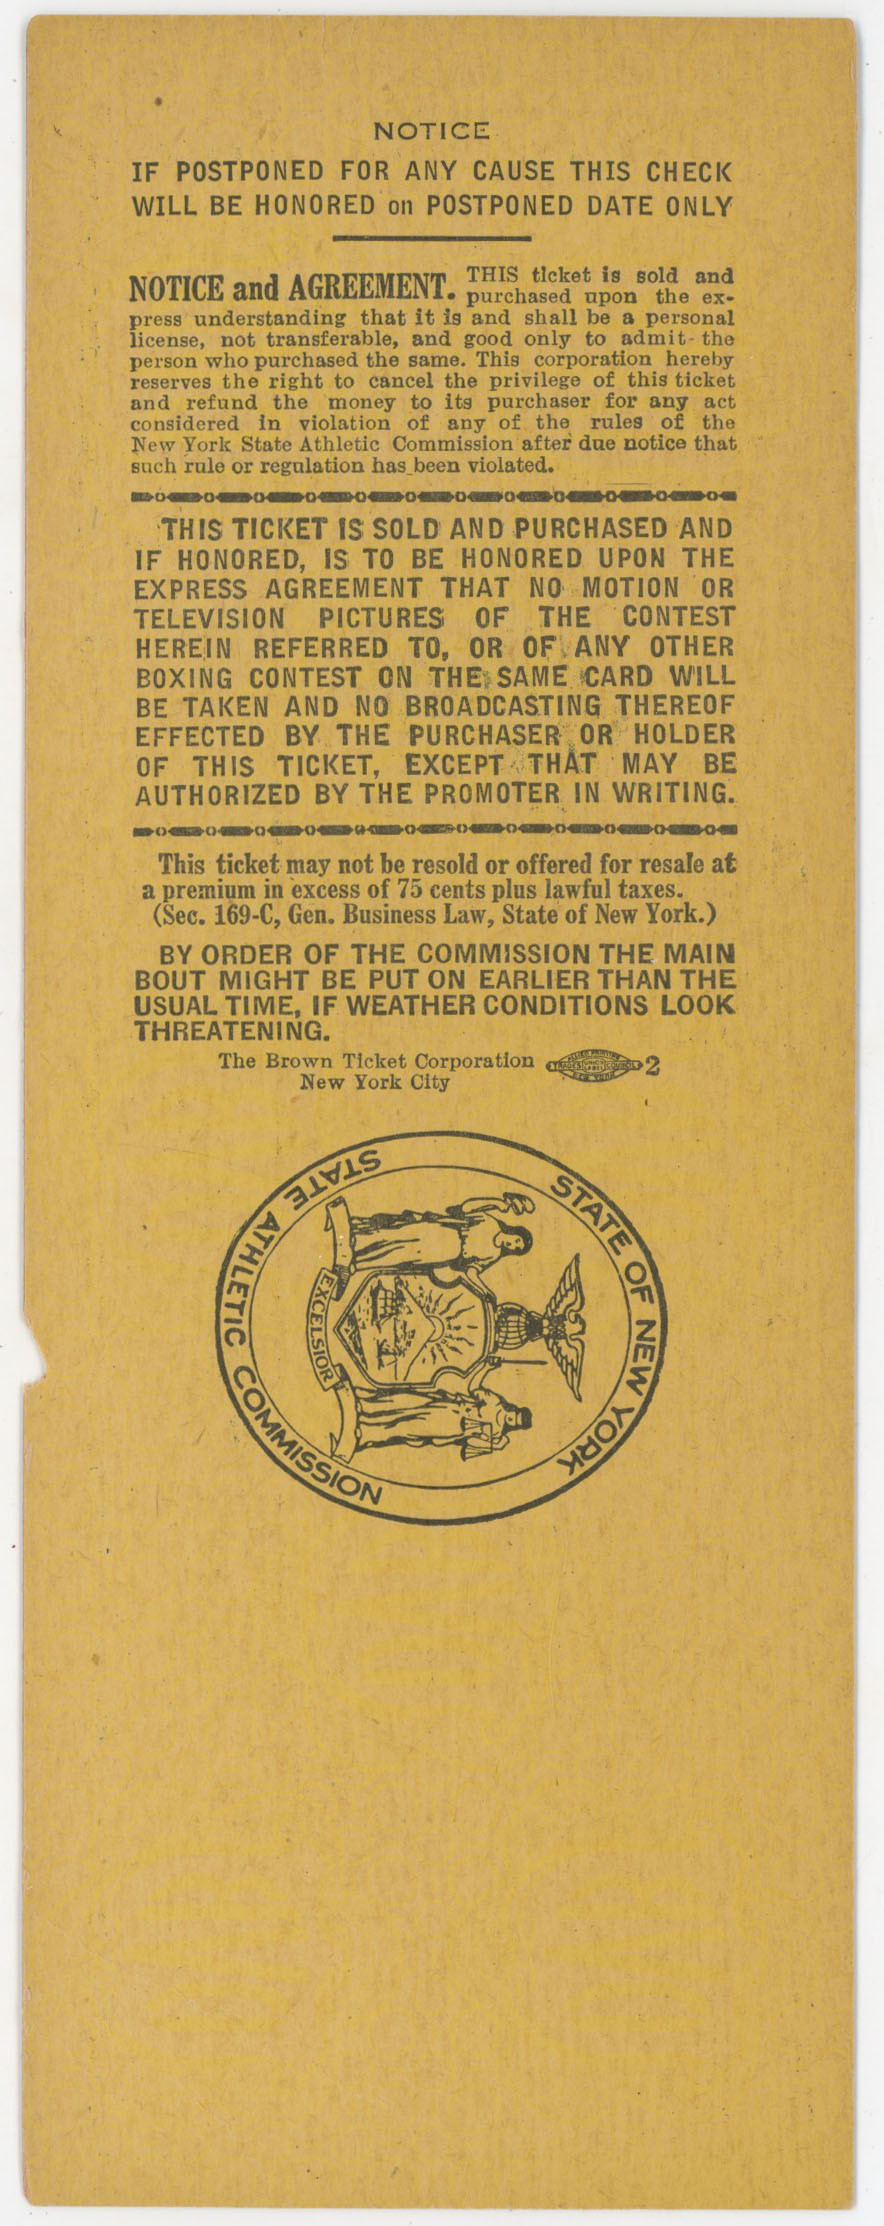 NOTICE
IF POSTPONED FOR ANY CAUSE THIS CHECK
WILL BE HONORED on POSTPONED DATE ONLY
NOTICE and AGREEMENT. THIS ticket is sold and
purchased upon the ex-
press understanding that it is and shall be a personal
license, not transferable, and good only to admit the
person who purchased the same. This corporation hereby
reserves the right to cancel the privilege of this ticket
and refund the money to its purchaser for any act
considered in violation of any of the rules of the
New York State Athletic Commission after due notice that
such rule or regulation has been violated.
THIS TICKET IS SOLD AND PURCHASED AND
IF HONORED, IS TO BE HONORED UPON THE
EXPRESS AGREEMENT THAT NO MOTION OR
TELEVISION PICTURES OF THE CONTEST
HEREIN REFERRED TO, OR OF ANY OTHER
BOXING CONTEST ON THE SAME CARD WILL
BE TAKEN AND NO BROADCASTING THEREOF
EFFECTED BY THE PURCHASER OR HOLDER
OF THIS TICKET, EXCEPT THAT MAY BE
AUTHORIZED BY THE PROMOTER IN WRITING.
This ticket may not be resold or offered for resale at
a premium in excess of 75 cents plus lawful taxes.
(Sec. 169-C, Gen. Business Law, State of New York.)
BY ORDER OF THE COMMISSION THE MAIN
BOUT MIGHT BE PUT ON EARLIER THAN THE
USUAL TIME, IF WEATHER CONDITIONS LOOK
THREATENING.
The Brown Ticket Corporation
ALLIED PRINTING
TRADES UNION LABEL COUNCIL
NEW YORK
2
New York City
STATE OF NEW YORK
STATE ATHLETIC COMMISSION
EXCELSIOR